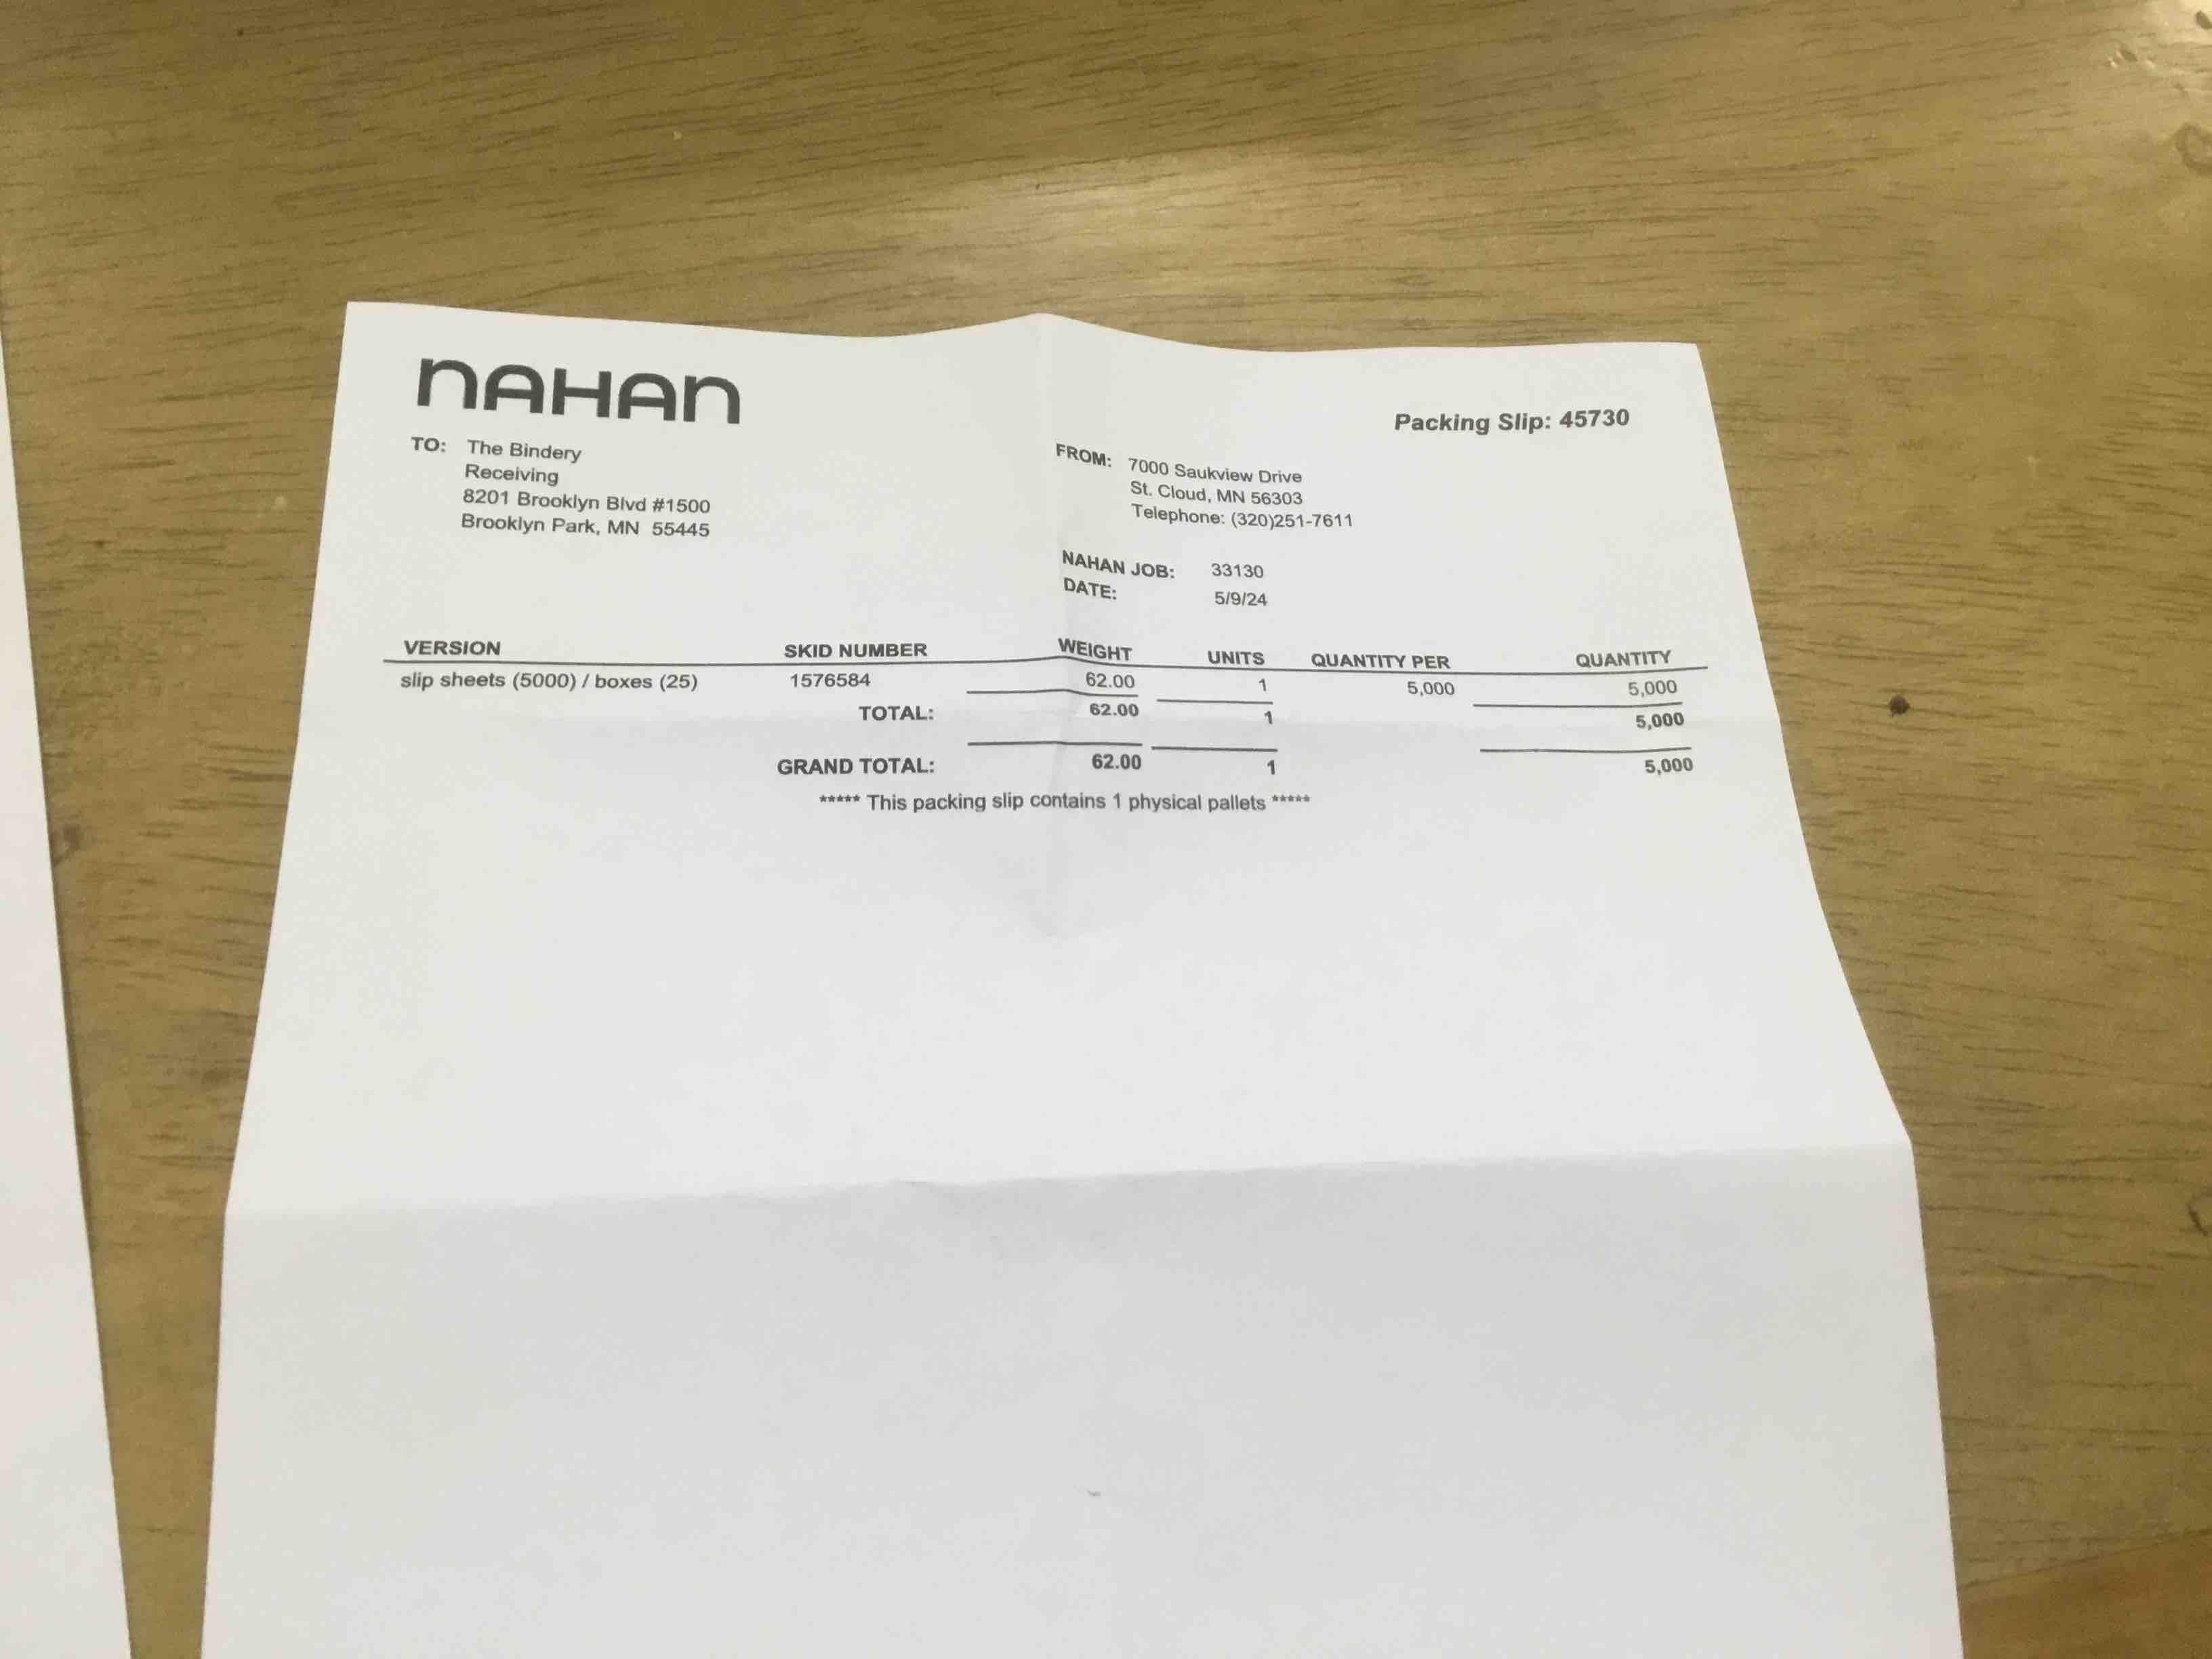 NAHAN
Packing Slip: 45730
TO: The Bindery
Receiving
8201 Brooklyn Blvd #1500
Brooklyn Park, MN 55445
FROM: 7000 Saukview Drive
St. Cloud, MN 56303
Telephone: (320)251-7611
NAHAN JOB: 33130
DATE: 5/9/24
VERSION SKID NUMBER WEIGHT UNITS QUANTITY PER QUANTITY
slip sheets (5000) / boxes (25) 1576584 62.00 1 5,000 5,000
TOTAL: 62.00 1 5,000
GRAND TOTAL: 62.00 1 5,000
***** This packing slip contains 1 physical pallets *****